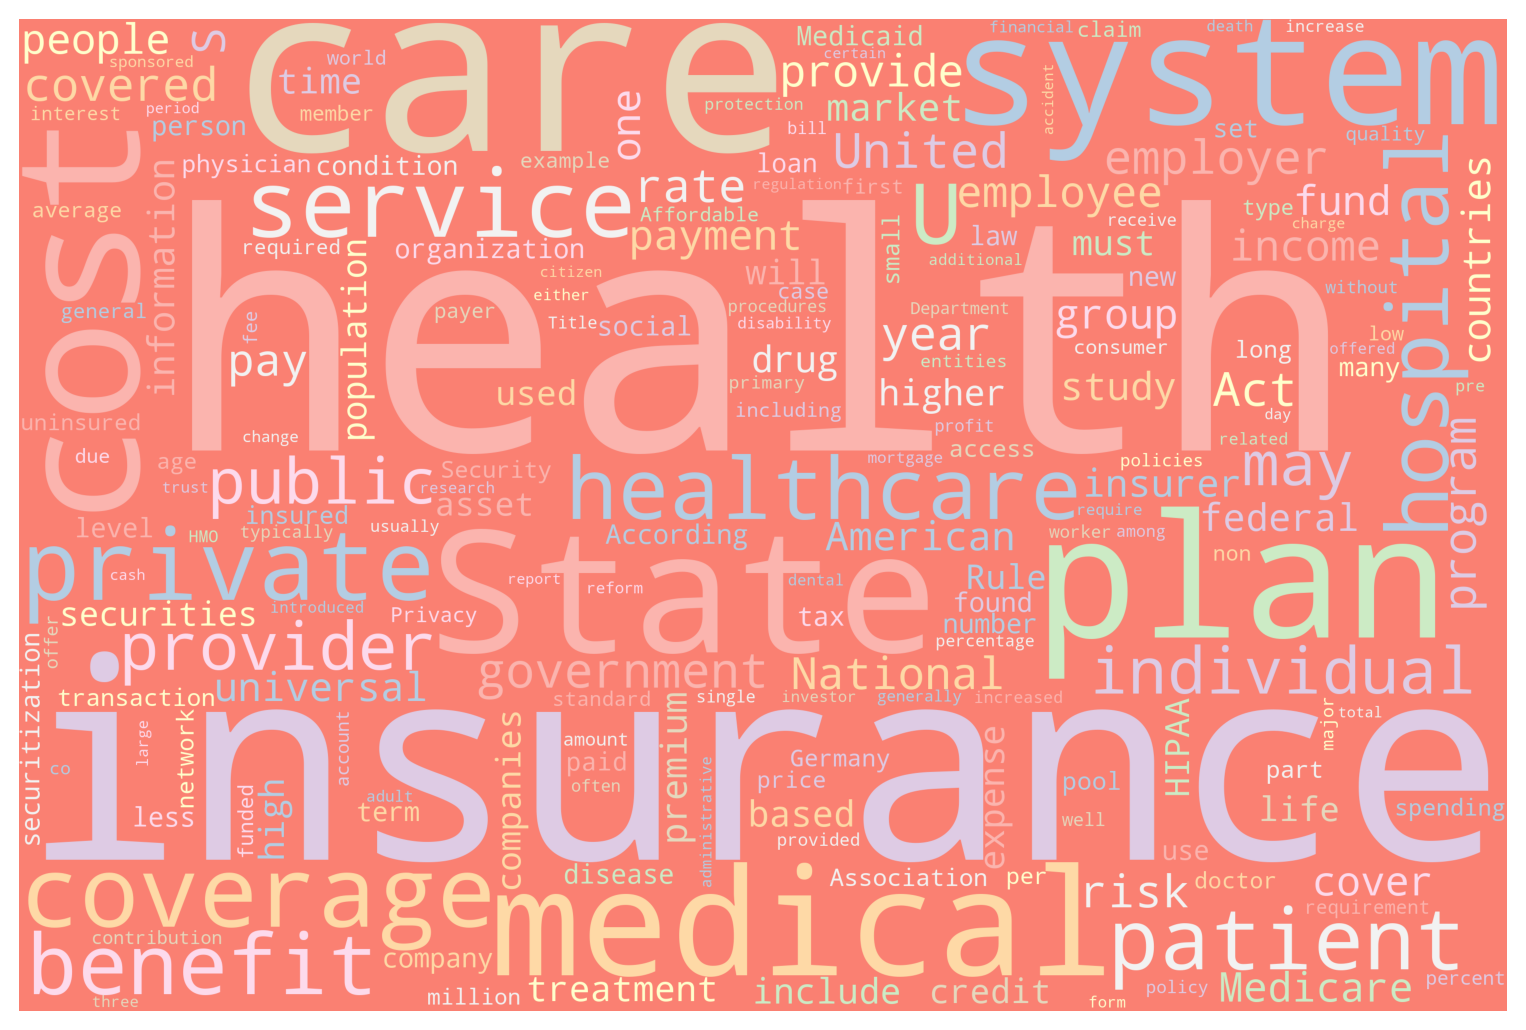 people
sponsored
S
world
care
Medicaid
certain
financial
claim
death
increase
covered
time
provide
system
interest
period
member
one
protection
market
accident
person
bill
United
set
quality
cost
information
physician
condition
example
loan
employer
hospital
countries
average
service
rate
regulation
first
U
employee
type
fund
charge
required
organization
Affordable
payment
small
law
receive
must
income
additional
new
health
general
fee
pay
population
payer
citizen
either
Title
social
will
case
procedures
disability
Department
year
group
consumer
without
low
long
offered
many
drug
entities
primary
used
including
higher
study
Act
day
pre
uninsured
change
profit
related
due
age
trust
public
Security
research
access
mortgage
policies
may
program
level
insured
asset
usually
healthcare
insurer
require
federal
HMO
typically
private
According
American
worker
among
non
plan
cash
introduced
State
report
reform
dental
Rule
found
securities
Privacy
tax
number
percentage
offer
provider
government
National
individual
securitization
transaction
universal
standard
premium
single
investor
generally
increased
insurance
large
network
account
companies
amount
paid
Germany
price
expense
HIPAA
major
total
co
pool
part
less
funded
high
adult
term
often
administrative
based
provided
well
life
spending
use
coverage
disease
medical
Association
per
risk
doctor
cover
requirement
benefit
contribution
company
patient
three
million
treatment
include
credit
form
policy
Medicare
percent